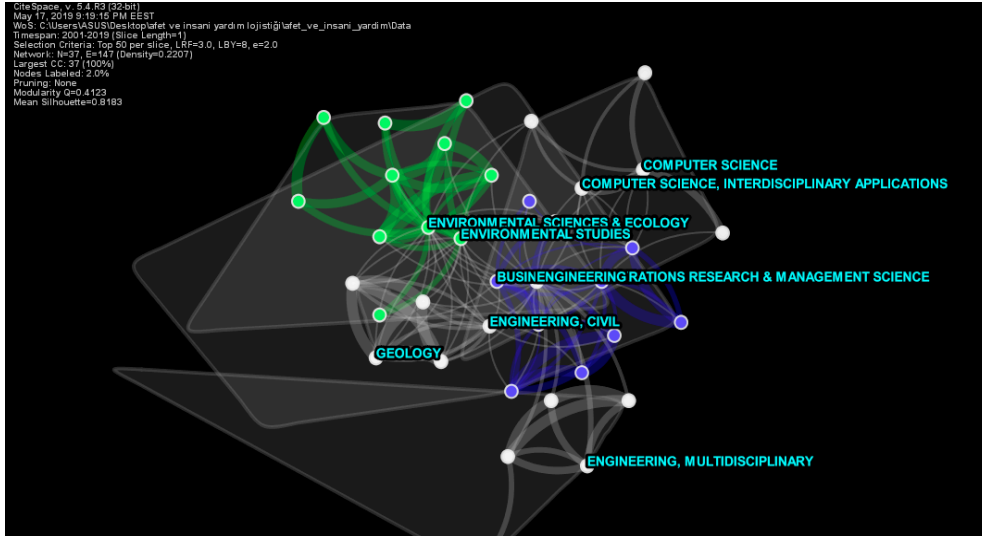 CiteSpace, v. 5.4.R3 (32-bit)
May 17, 2019 9:19:15 PM EEST
WoS: C:\Users\ASUS\Desktop\afet ve insani yardım lojistiği\afet_ve_insani_yardim\Data
Timespan: 2001-2019 (Slice Length=1)
Selection Criteria: Top 50 per slice, LRF=3.0, LBY=8, e=2.0
Network: N=37, E=147 (Density=0.2207)
Largest CC: 37 (100%)
Nodes Labeled: 2.0%
Pruning: None
Modularity Q=0.4123
Mean Silhouette=0.8183
COMPUTER SCIENCE
COMPUTER SCIENCE, INTERDISCIPLINARY APPLICATIONS
ENVIRONMENTAL SCIENCES & ECOLOGY
ENVIRONMENTAL STUDIES
BUSINENGINEERING RATIONS RESEARCH & MANAGEMENT SCIENCE
ENGINEERING, CIVIL
GEOLOGY
ENGINEERING, MULTIDISCIPLINARY